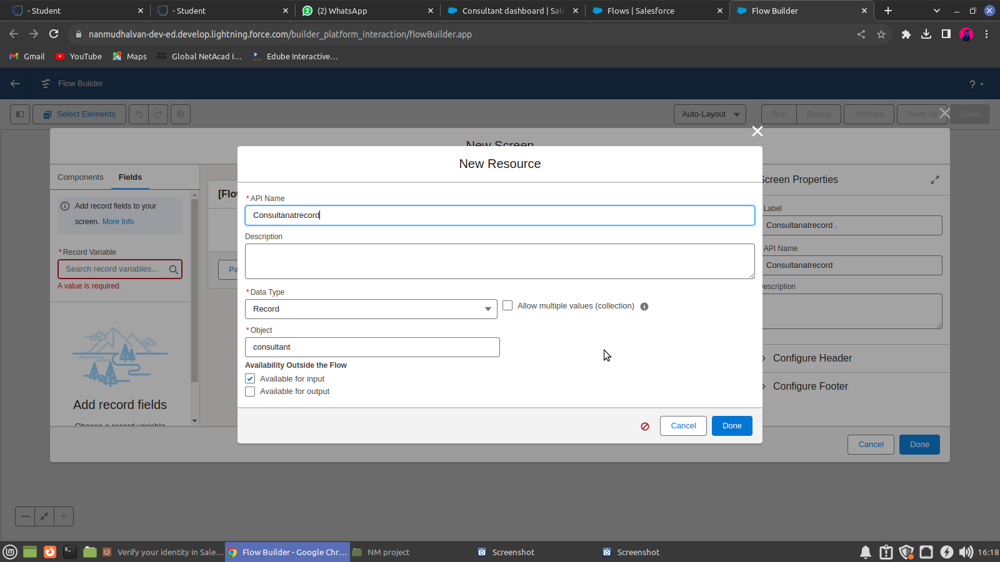 - Student
- Student
(2) WhatsApp
Consultant dashboard | Sale
Flows | Salesforce
Flow Builder
nanmudhalvan-dev-ed.develop.lightning.force.com/builder_platform_interaction/flowBuilder.app
Gmail
YouTube
Maps
Global NetAcad I...
Edube Interactive...
Flow Builder
?
Select Elements
Auto-Layout
Run
Debug
Activate
Save As
Save
New Screen
New Resource
Components
Fields
Add record fields to your
screen. More Info
*Record Variable
Search record variables...
A value is required.
Add record fields
Choose a record variable
[Flow
Pa
*API Name
Consultanatrecord
Description
*Data Type
Record
Allow multiple values (collection)
*Object
consultant
Availability Outside the Flow
Available for input
Available for output
Cancel
Done
Screen Properties
Label
Consultanatrecord .
API Name
Consultanatrecord
Description
Configure Header
Configure Footer
Cancel
Done
Verify your identity in Sale...
Flow Builder - Google Chr...
NM project
Screenshot
Screenshot
16:18